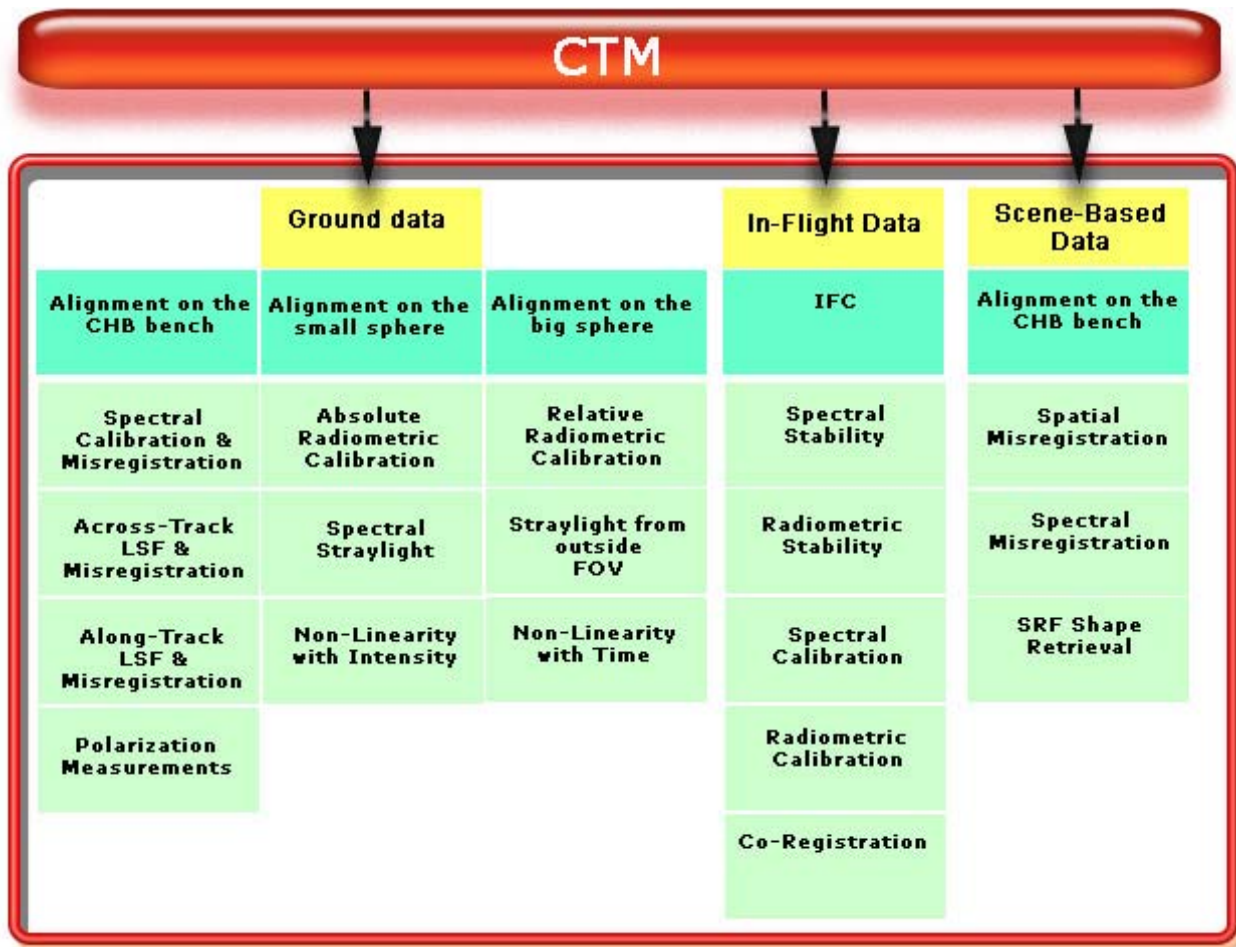 CTM
Ground data
In-Flight Data
Scene-Based
Data
Alignment on the
CHB bench
Alignment on the
small sphere
Alignment on the
big sphere
IFC
Alignment on the
CHB bench
Spectral
Calibration &
Misregistration
Absolute
Radiometric
Calibration
Relative
Radiometric
Calibration
Spectral
Stability
Spatial
Misregistration
Across-Track
LSF &
Misregistration
Spectral
Straylight
Straylight from
outside
FOV
Radiometric
Stability
Spectral
Misregistration
Along-Track
LSF &
Misregistration
Non-Linearity
with Intensity
Non-Linearity
with Time
Spectral
Calibration
SRF Shape
Retrieval
Polarization
Measurements
Radiometric
Calibration
Co-Registration